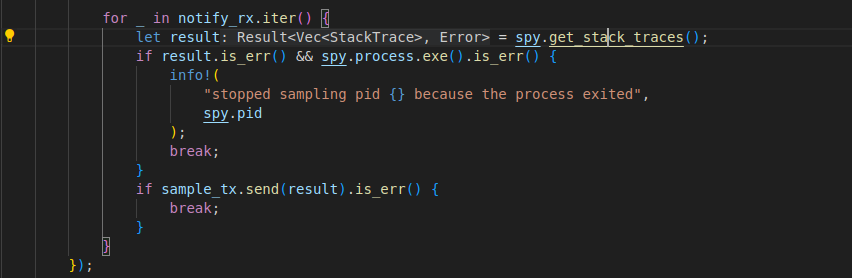 for _ in notify_rx.iter() {
let result: Result<Vec<StackTrace>, Error> = spy.get_stack_traces();
if result.is_err() && spy.process.exe().is_err() {
info!(
"stopped sampling pid {} because the process exited",
spy.pid
);
break;
}
if sample_tx.send(result).is_err() {
break;
}
}
});